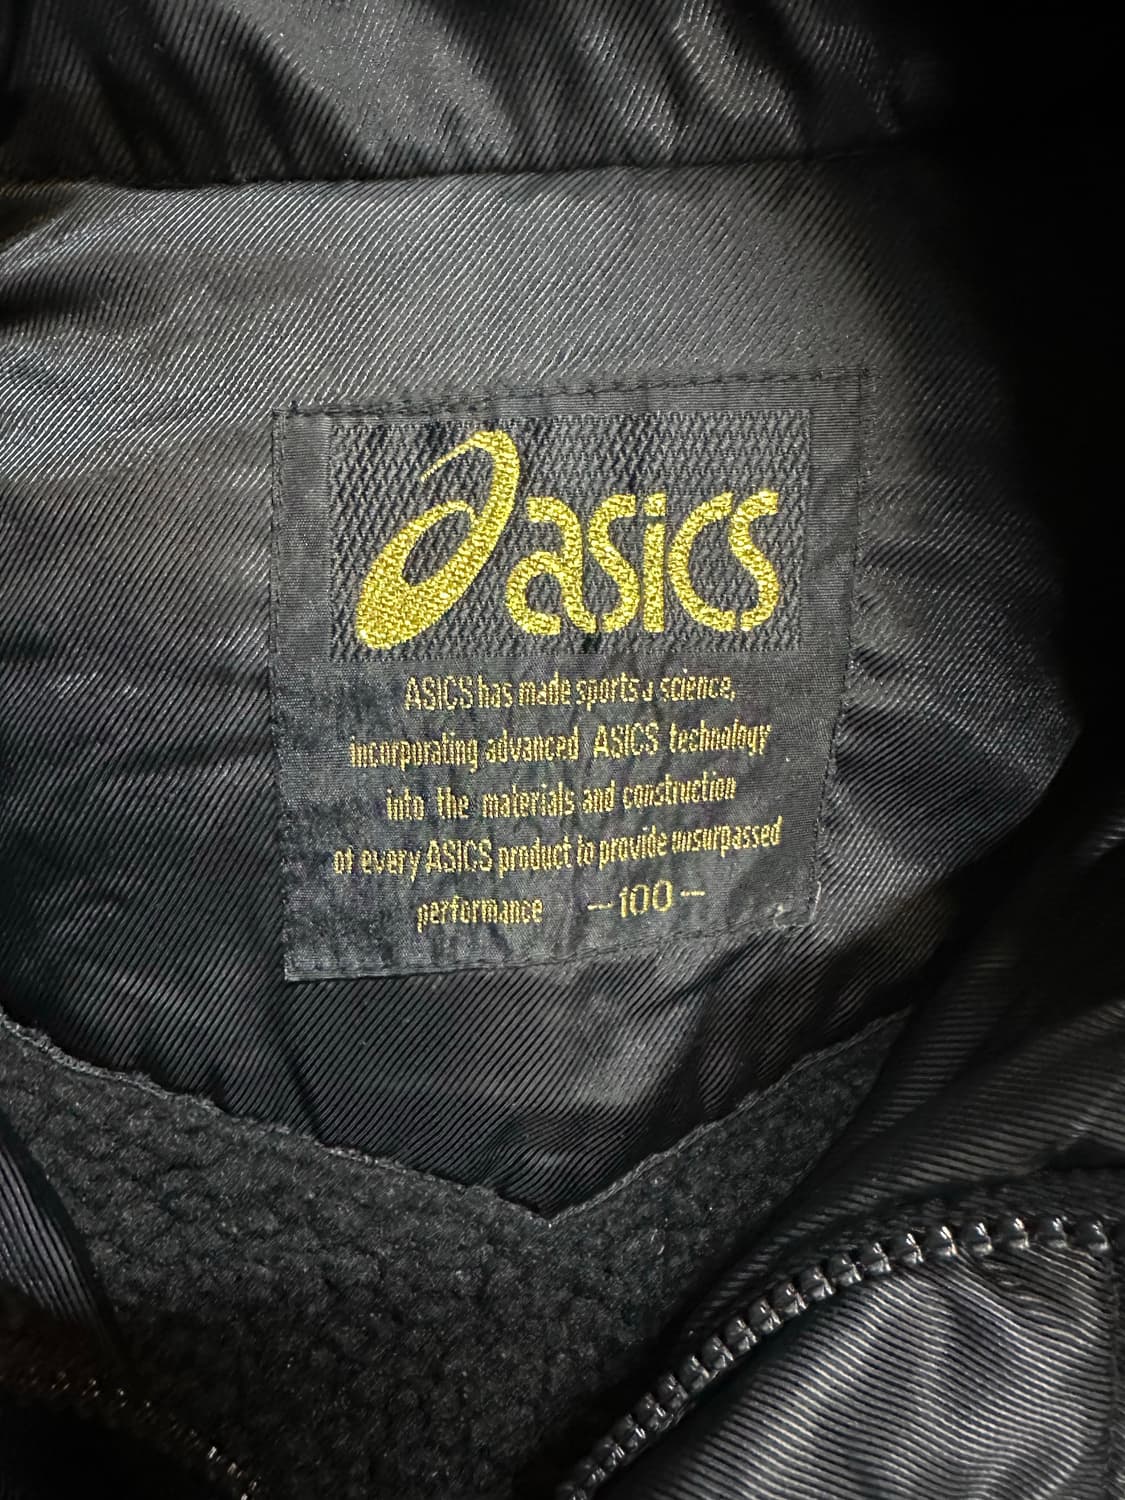 asics
ASICS has made sports a science,
incorporating advanced ASICS technology
into the materials and construction
of every ASICS product to provide unsurpassed
performance -100-